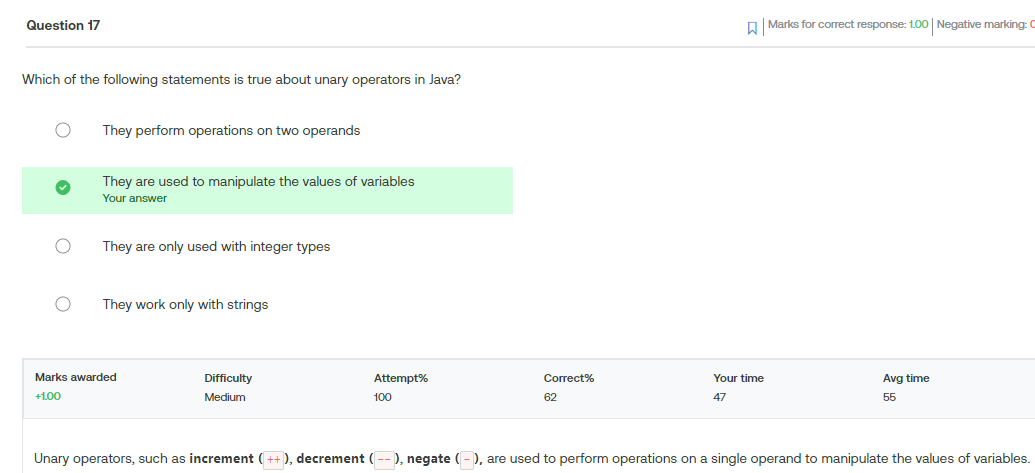 Question 17
Marks for correct response: 1.00 Negative marking:
Which of the following statements is true about unary operators in Java?
They perform operations on two operands
They are used to manipulate the values of variables
Your answer
They are only used with integer types
They work only with strings
Marks awarded Difficulty Attempt% Correct% Your time Avg time
+1.00 Medium 100 62 47 55
Unary operators, such as increment (++), decrement (--), negate (-), are used to perform operations on a single operand to manipulate the values of variables.